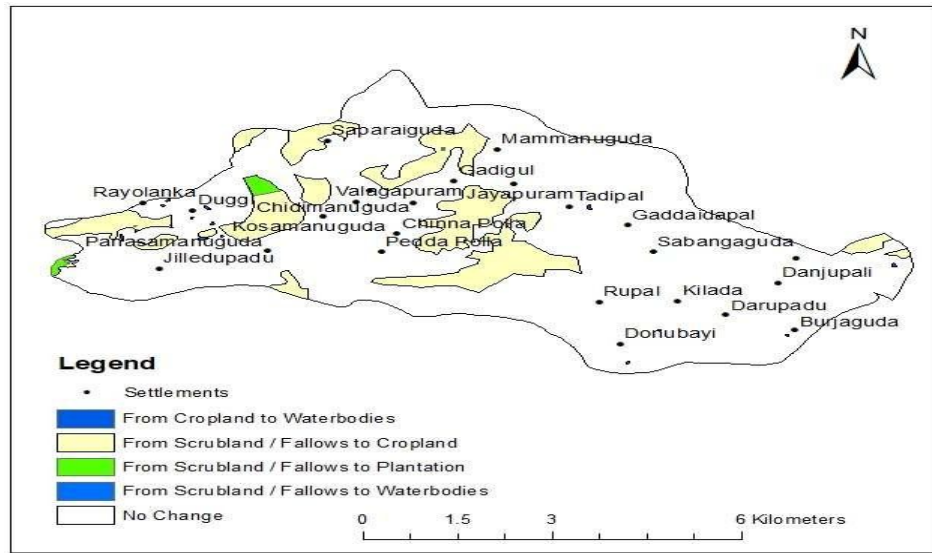 N
Saparaiguda
Mammanuguda
Gadigul
Rayolanka
Duggi
Valagapuram
Jayapuram
Tadipal
Chidimanuguda
Gaddaidapal
Kosamanuguda
Chinna Polla
Panasamanuguda
Pedda Rolla
Sabangaguda
Jilledupadu
Danjupali
Rupal
Kilada
Darupadu
Burjaguda
Donubayi
Legend
Settlements
From Cropland to Waterbodies
From Scrubland / Fallows to Cropland
From Scrubland / Fallows to Plantation
From Scrubland / Fallows to Waterbodies
No Change
0 1.5 3 6 Kilometers